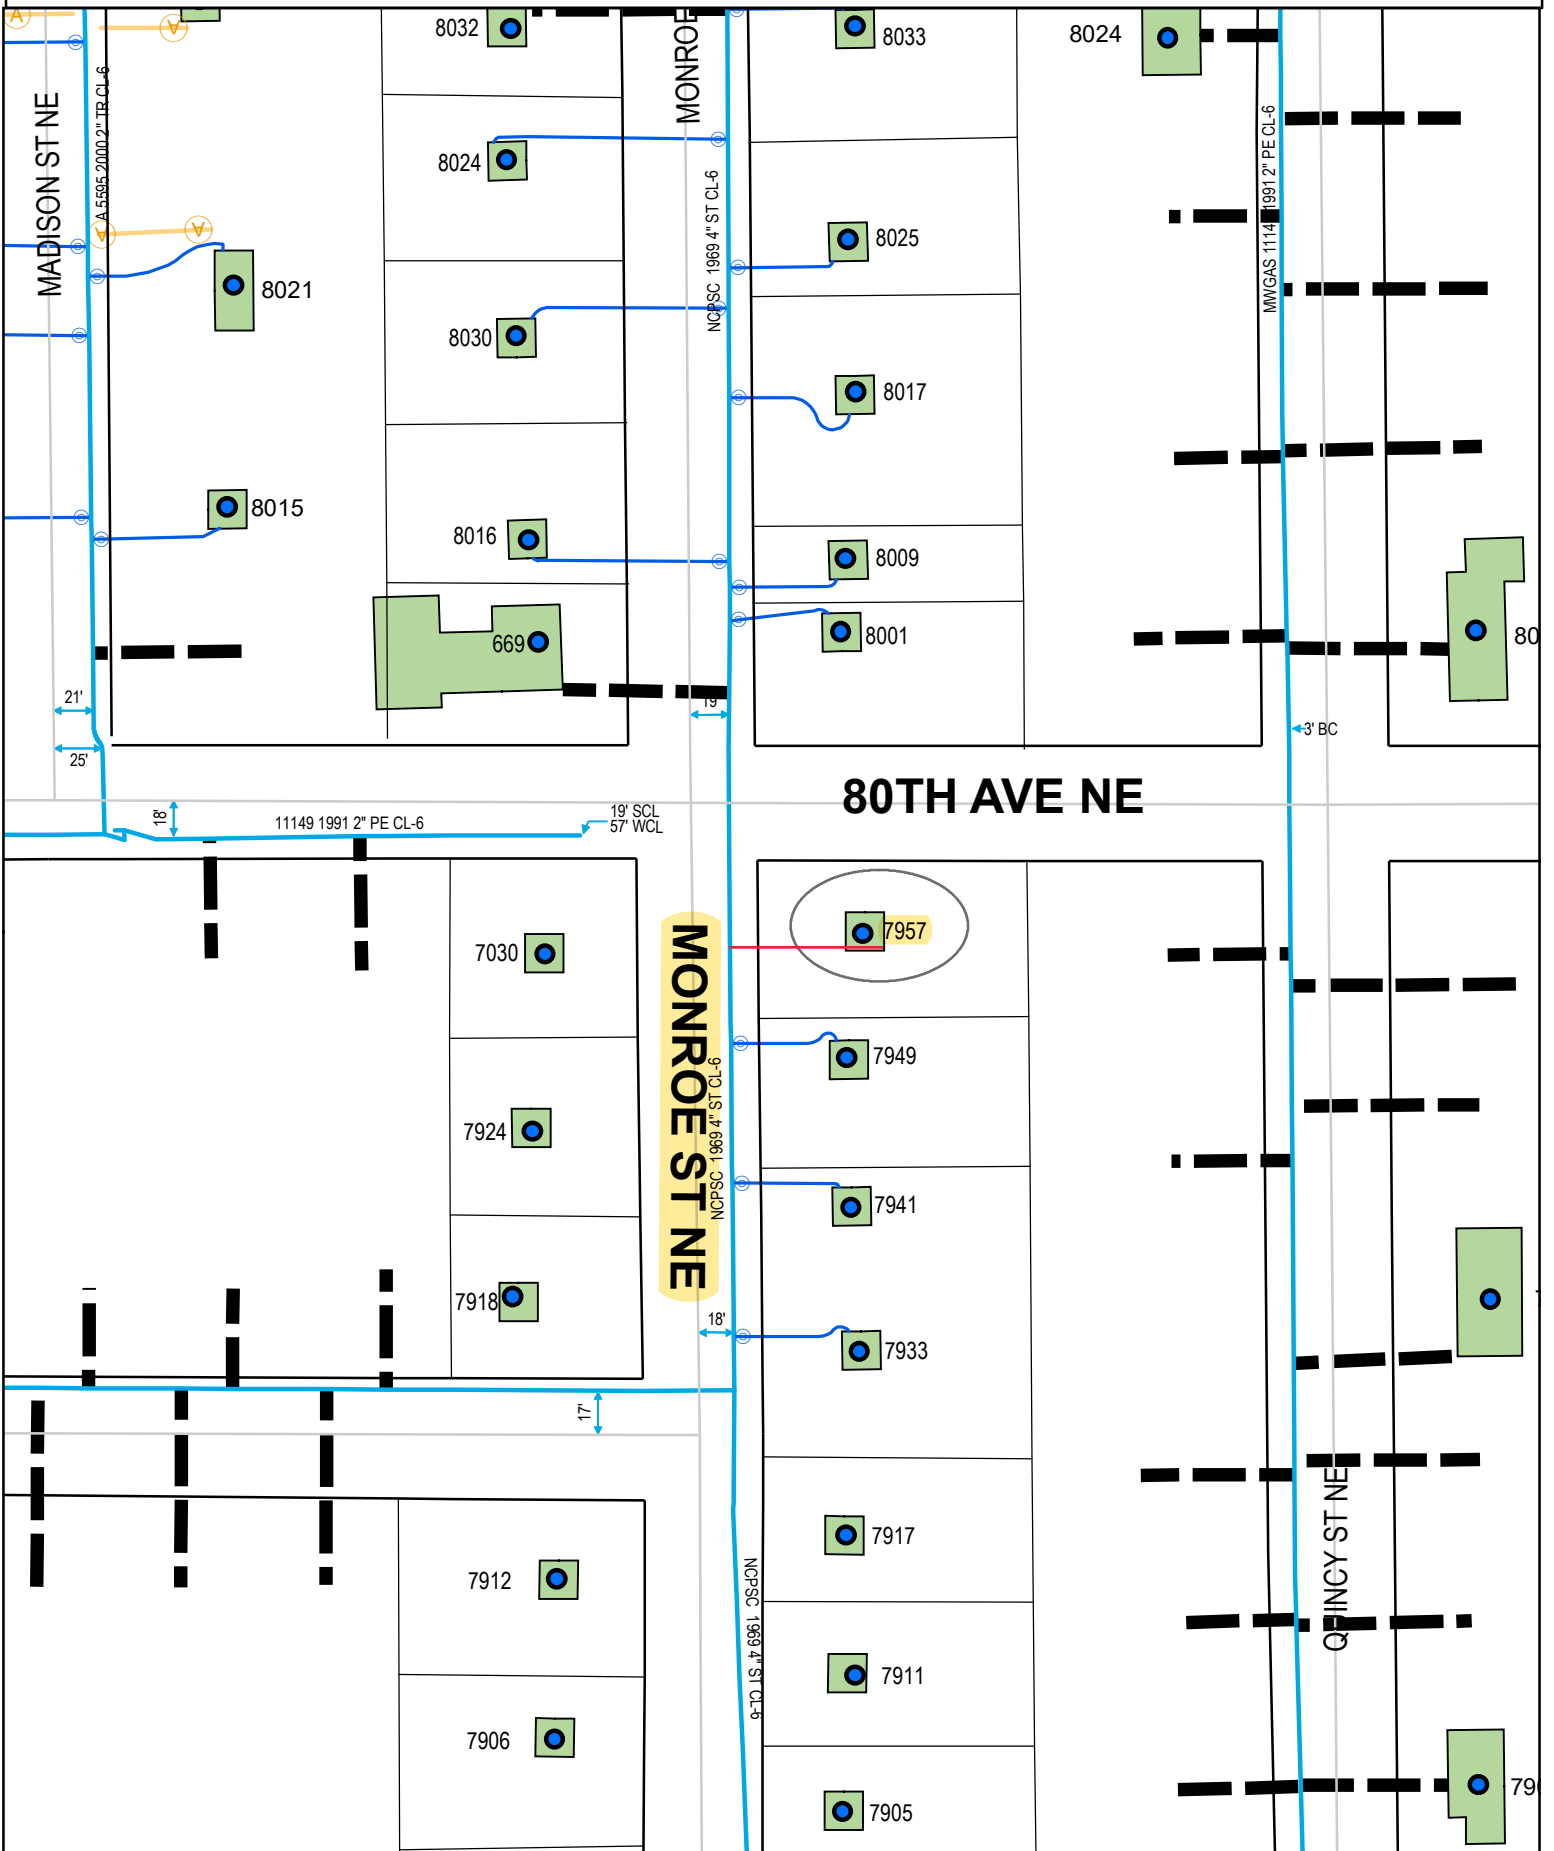 A
A
8032
MONROE
8033
8024
MADISON ST NE
A 5595 2000 2" TR CL-6
8024
NCPSC 1969 4" ST CL-6
MWGAS 11149 1991 2" PE CL-6
A
A
8025
8021
8030
8017
8015
8016
8009
669
8001
80
21'
19'
25'
3' BC
80TH AVE NE
18'
11149 1991 2" PE CL-6
19' SCL
57' WCL
7957
7030
MONROE ST NE
NCPSC 1969 4" ST CL-6
7949
7924
7941
7918
18'
7933
17'
QUINCY ST NE
7917
7912
NCPSC 1969 4" ST CL-6
7911
7906
790
7905